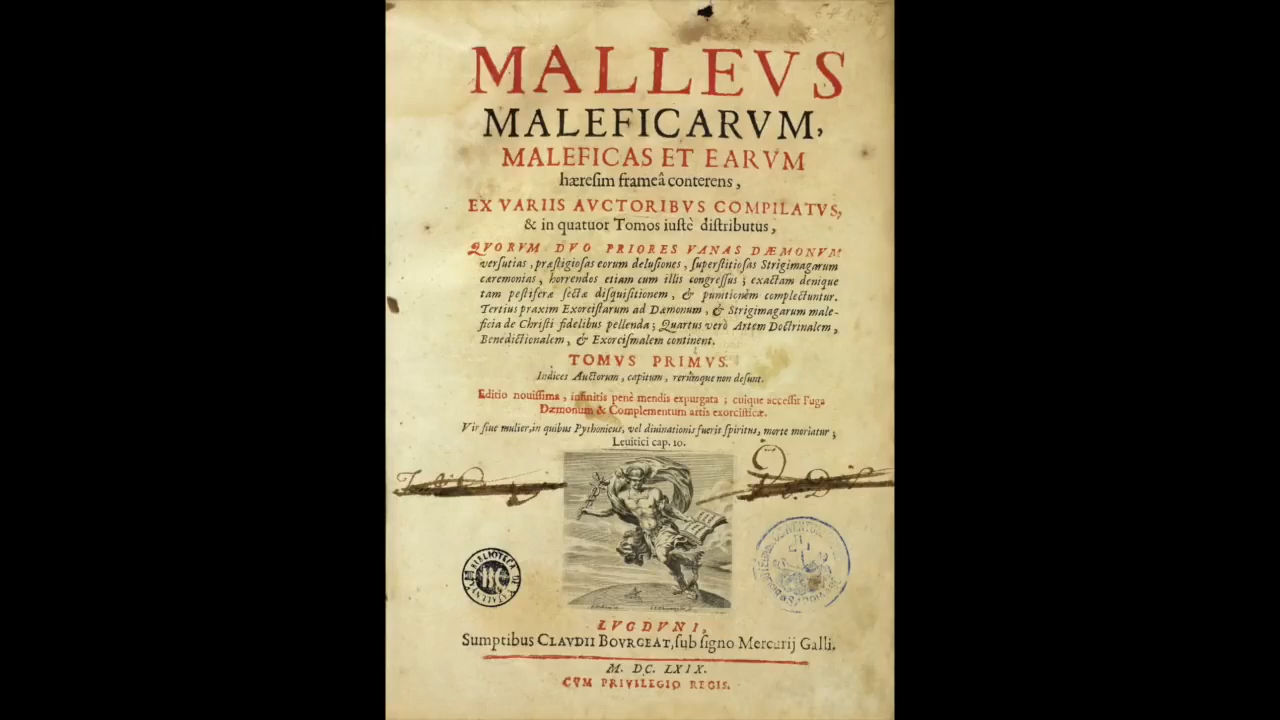 MALLEVS
MALEFICARVM,
MALEFICAS ET EARVM
hæresim frameâ conterens,
EX VARIIS AVCTORIBVS COMPILATVS,
& in quatuor Tomos iustè distributus,
QVORVM DVO PRIORES VANAS DÆMONVM
versutias, præstigiosas eorum delusiones, superstitiosas Strigimagarum
cæremonias, horrendos etiam cum illis congressus; exactam denique
tam pestiferæ sectæ disquisitionem, & punitionem complectuntur.
Tertius praxim Exorcistarum ad Dæmonum, & Strigimagarum male-
ficia de Christi fidelibus pellenda; Quartus verò Artem Doctrinalem,
Benedictionalem, & Exorcismalem continent.
TOMVS PRIMVS.
Indices Auctorum, capitum, rerúmque non desunt.
Editio nouissima, infinitis penè mendis expurgata; cuique accessit Fuga
Dæmonum & Complementum artis exorcisticæ.
Vir siue mulier, in quibus Pythonicus, vel diuinationis fuerit spiritus, morte moriatur;
Leuitici cap. 10.
BIBLIOTECA DE CATALUNYA
BC
LVGDVNI,
Sumptibus CLAVDII BOVRGEAT, sub signo Mercurij Galli.
M. DC. LXIX.
CVM PRIVILEGIO REGIS.